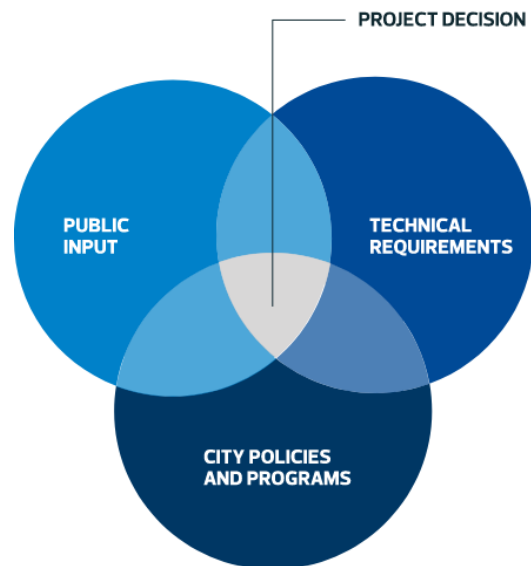 PROJECT DECISION
PUBLIC
INPUT
TECHNICAL
REQUIREMENTS
CITY POLICIES
AND PROGRAMS